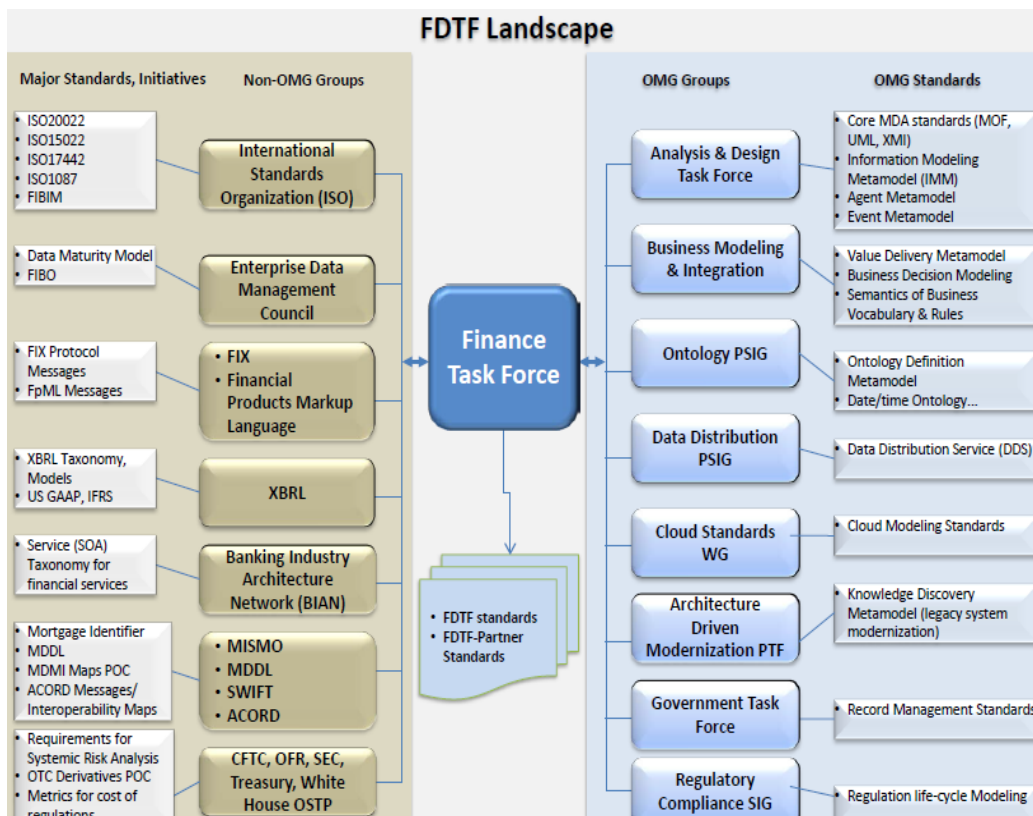 FDTF Landscape
Major Standards, Initiatives
Non-OMG Groups
• ISO20022
• ISO15022
• ISO17442
• ISO1087
• FIBIM
International
Standards
Organization (ISO)
• Data Maturity Model
• FIBO
Enterprise Data
Management
Council
• FIX Protocol
Messages
• FpML Messages
• FIX
• Financial
Products Markup
Language
• XBRL Taxonomy,
Models
• US GAAP, IFRS
XBRL
• Service (SOA)
Taxonomy for
financial services
Banking Industry
Architecture
Network (BIAN)
• Mortgage Identifier
• MDDL
• MDMI Maps POC
• ACORD Messages/
Interoperability Maps
• MISMO
• MDDL
• SWIFT
• ACORD
• Requirements for
Systemic Risk Analysis
• OTC Derivatives POC
• Metrics for cost of
regulations
CFTC, OFR, SEC,
Treasury, White
House OSTP
Finance
Task Force
• FDTF standards
• FDTF-Partner
Standards
OMG Groups
OMG Standards
Analysis & Design
Task Force
• Core MDA standards (MOF,
UML, XMI)
• Information Modeling
Metamodel (IMM)
• Agent Metamodel
• Event Metamodel
Business Modeling
& Integration
• Value Delivery Metamodel
• Business Decision Modeling
• Semantics of Business
Vocabulary & Rules
Ontology PSIG
• Ontology Definition
Metamodel
• Date/time Ontology...
Data Distribution
PSIG
• Data Distribution Service (DDS)
Cloud Standards
WG
• Cloud Modeling Standards
Architecture
Driven
Modernization PTF
• Knowledge Discovery
Metamodel (legacy system
modernization)
Government Task
Force
• Record Management Standards
Regulatory
Compliance SIG
• Regulation life-cycle Modeling